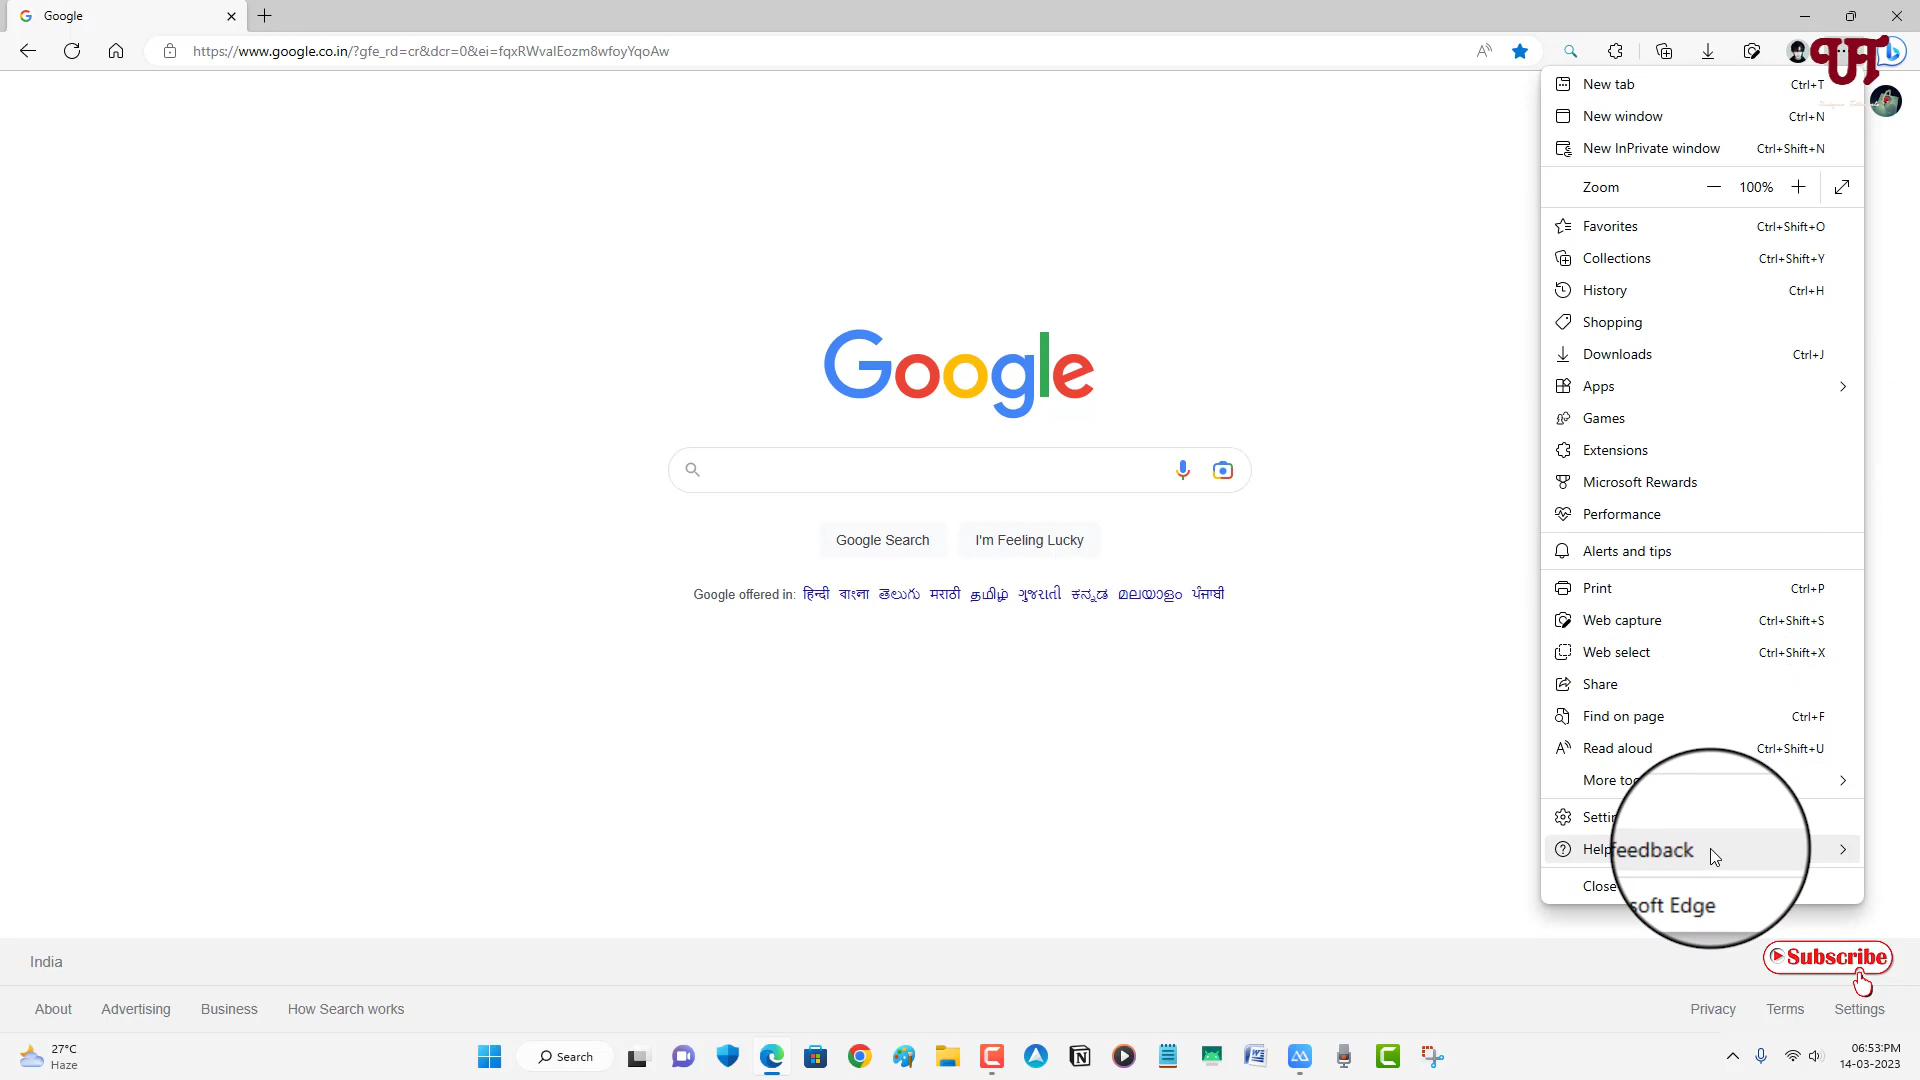 Google
https://www.google.co.in/?gfe_rd=cr&dcr=0&ei=fqxRWvalEozm8wfoyYqoAw
New tab Ctrl+T
New window Ctrl+N
New InPrivate window Ctrl+Shift+N
Zoom 100%
Favorites Ctrl+Shift+O
Collections Ctrl+Shift+Y
History Ctrl+H
Shopping
Downloads Ctrl+J
Apps
Games
Extensions
Microsoft Rewards
Performance
Alerts and tips
Print Ctrl+P
Web capture Ctrl+Shift+S
Web select Ctrl+Shift+X
Share
Find on page Ctrl+F
Read aloud Ctrl+Shift+U
More too
Settin
Help feedback
Close soft Edge
Google
Google Search I'm Feeling Lucky
Google offered in: हिन्दी বাংলা తెలుగు मराठी தமிழ் ગુજરાતી ಕನ್ನಡ മലയാളം ਪੰਜਾਬੀ
Subscribe
India
About Advertising Business How Search works Privacy Terms Settings
27°C
Haze
Search
06:53:PM
14-03-2023